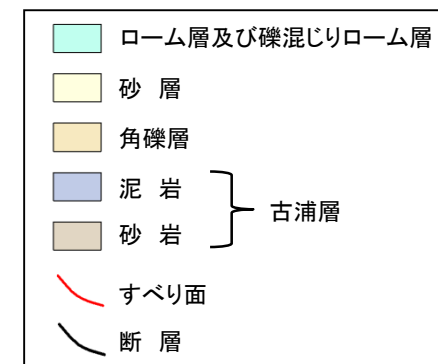 ローム層及び礫混じりローム層
砂 層
角礫層
泥 岩
砂 岩
古浦層
すべり面
断 層